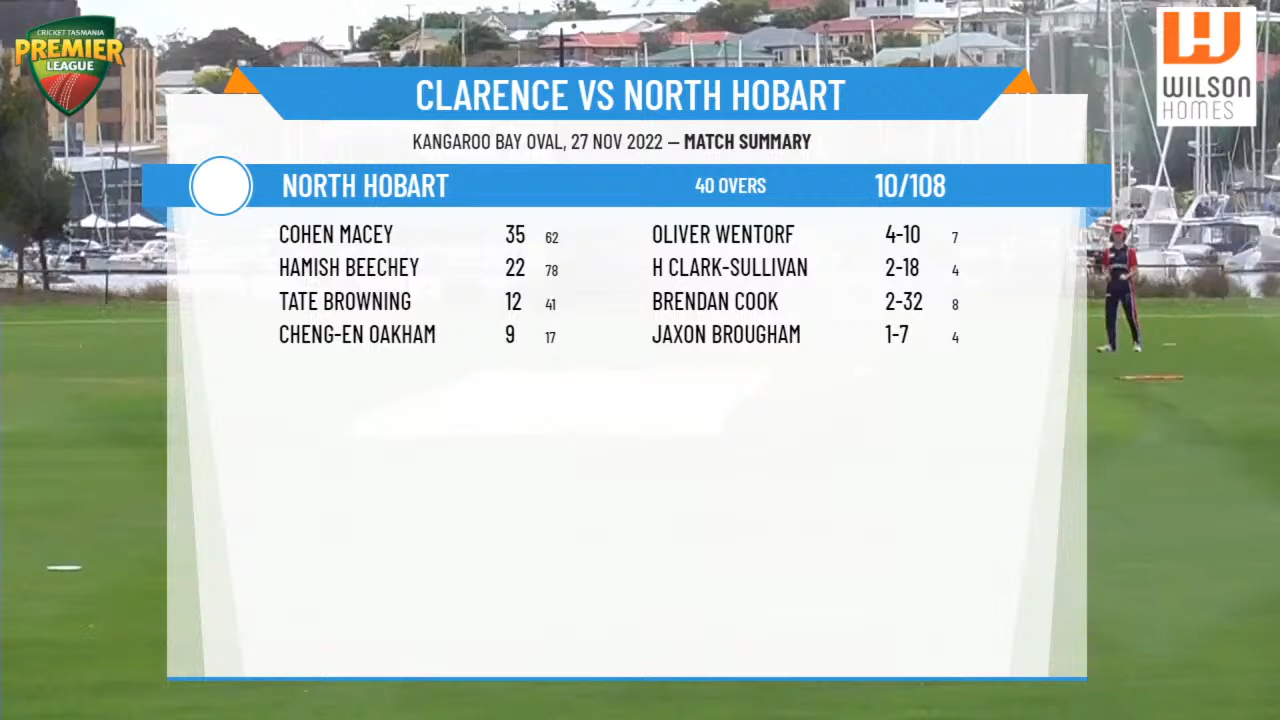 CRICKET TASMANIA
PREMIER
LEAGUE
WILSON
HOMES
CLARENCE VS NORTH HOBART
KANGAROO BAY OVAL, 27 NOV 2022 – MATCH SUMMARY
NORTH HOBART 40 OVERS 10/108
COHEN MACEY 35 62 OLIVER WENTORF 4-10 7
HAMISH BEECHEY 22 78 H CLARK-SULLIVAN 2-18 4
TATE BROWNING 12 41 BRENDAN COOK 2-32 8
CHENG-EN OAKHAM 9 17 JAXON BROUGHAM 1-7 4